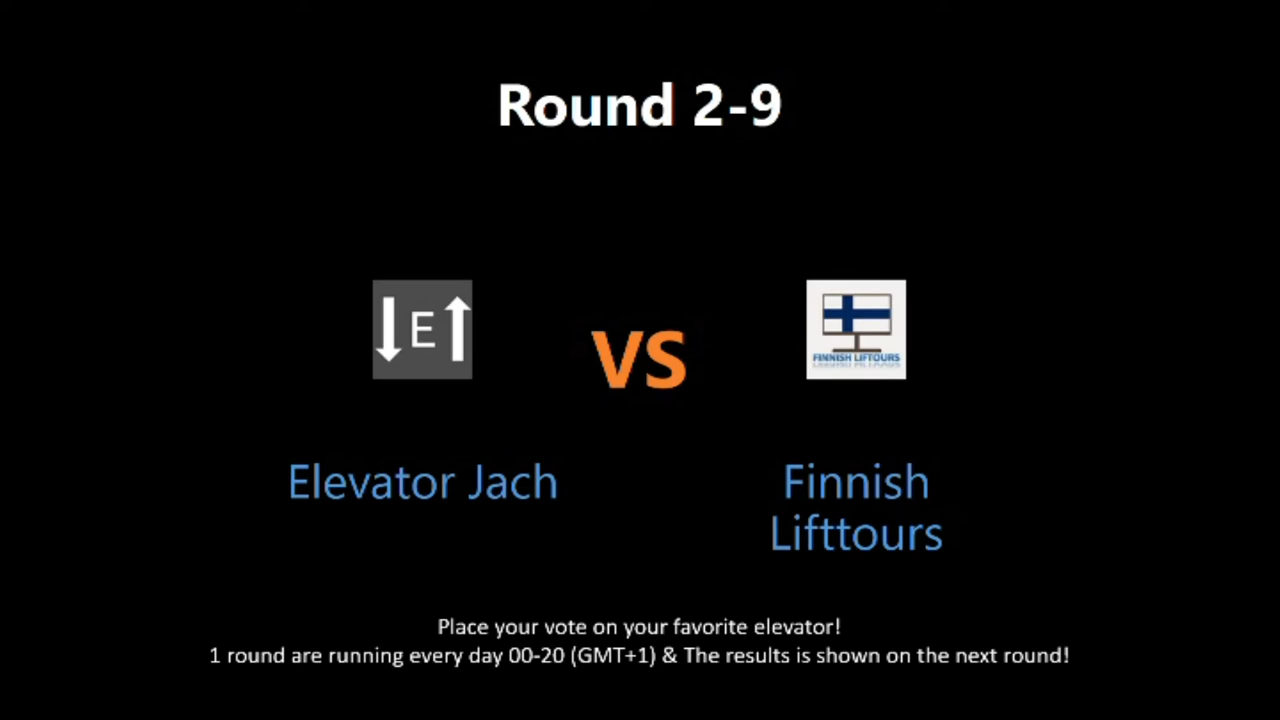 Round 2-9
E
VS
FINNISH LIFTOURS
Elevator Jach
Finnish
Lifttours
Place your vote on your favorite elevator!
1 round are running every day 00-20 (GMT+1) & The results is shown on the next round!